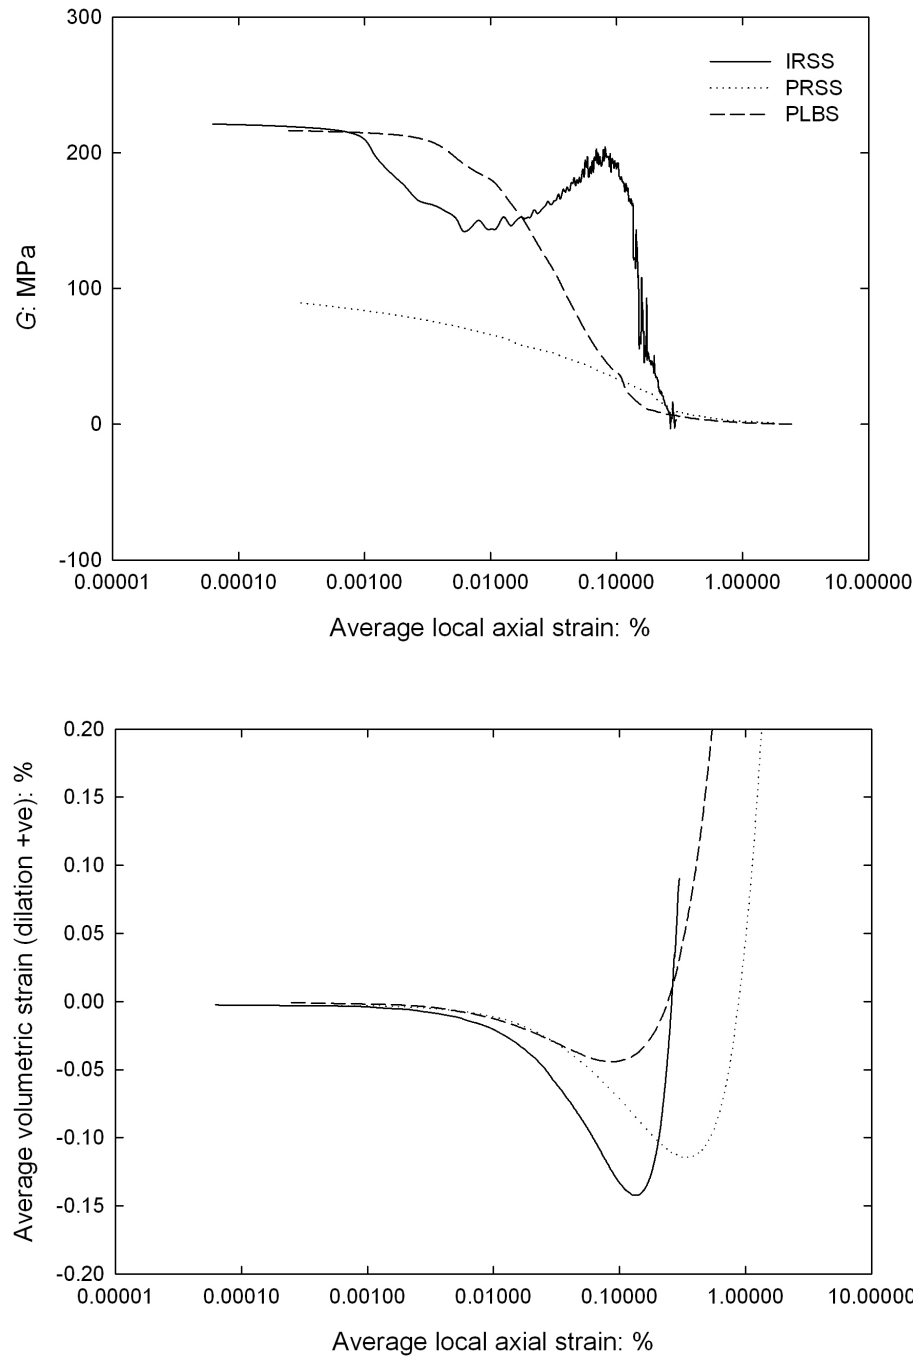 300
200
100
0
-100
G: MPa
IRSS
PRSS
PLBS
0.00001 0.00010 0.00100 0.01000 0.10000 1.00000 10.00000
Average local axial strain: %
0.20
0.15
0.10
0.05
0.00
-0.05
-0.10
-0.15
-0.20
Average volumetric strain (dilation +ve): %
0.00001 0.00010 0.00100 0.01000 0.10000 1.00000 10.00000
Average local axial strain: %